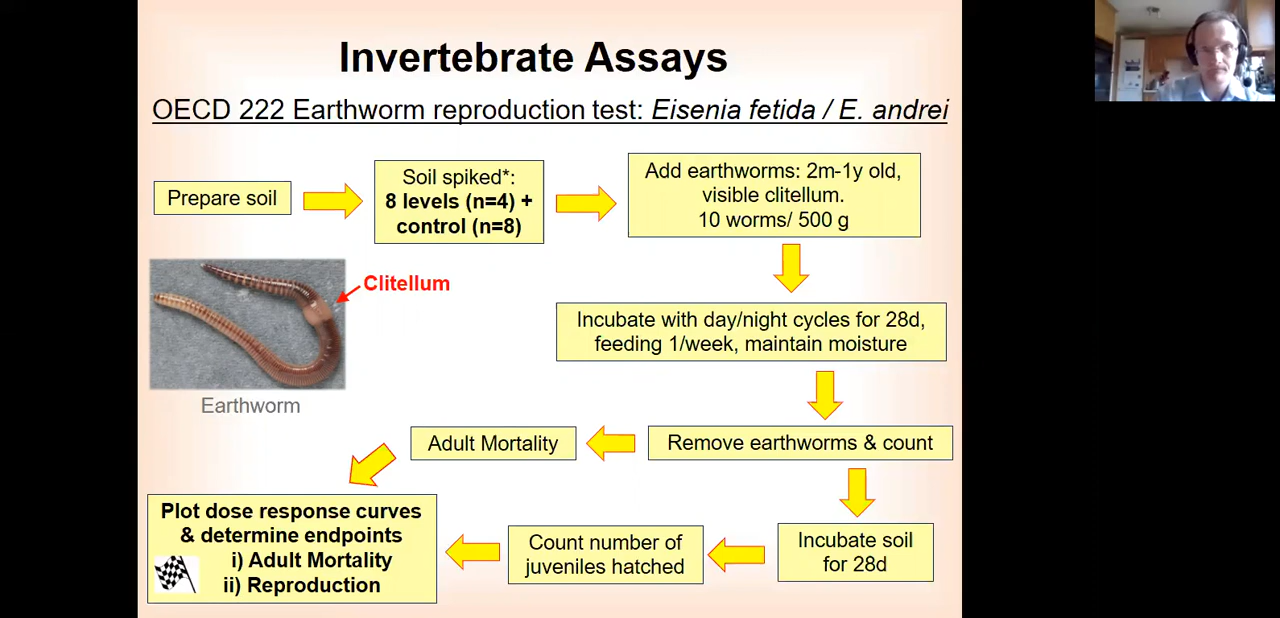 Invertebrate Assays
OECD 222 Earthworm reproduction test: Eisenia fetida / E. andrei
Prepare soil
Soil spiked*:
8 levels (n=4) +
control (n=8)
Add earthworms: 2m-1y old,
visible clitellum.
10 worms/ 500 g
Clitellum
Earthworm
Incubate with day/night cycles for 28d,
feeding 1/week, maintain moisture
Remove earthworms & count
Adult Mortality
Incubate soil
for 28d
Count number of
juveniles hatched
Plot dose response curves
& determine endpoints
i) Adult Mortality
ii) Reproduction